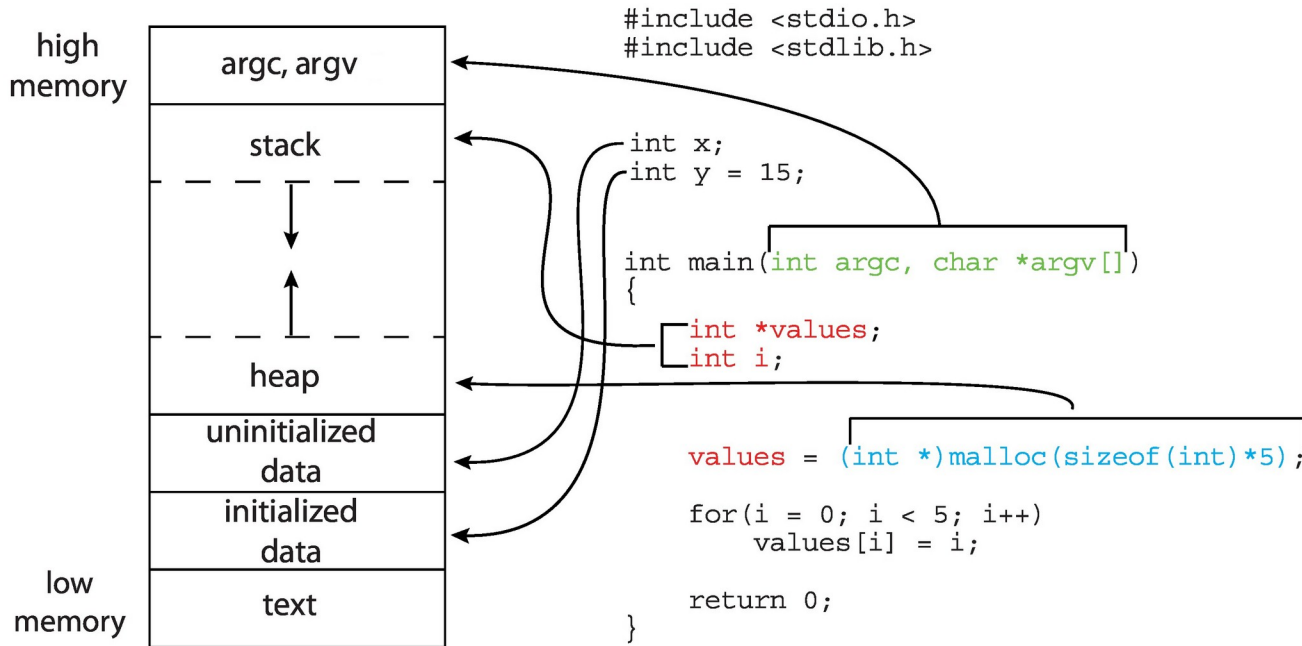 high
memory
argc, argv
stack
heap
uninitialized
data
initialized
data
text
low
memory
#include <stdio.h>
#include <stdlib.h>
int x;
int y = 15;
int main(int argc, char *argv[])
{
int *values;
int i;
values = (int *)malloc(sizeof(int)*5);
for(i = 0; i < 5; i++)
values[i] = i;
return 0;
}